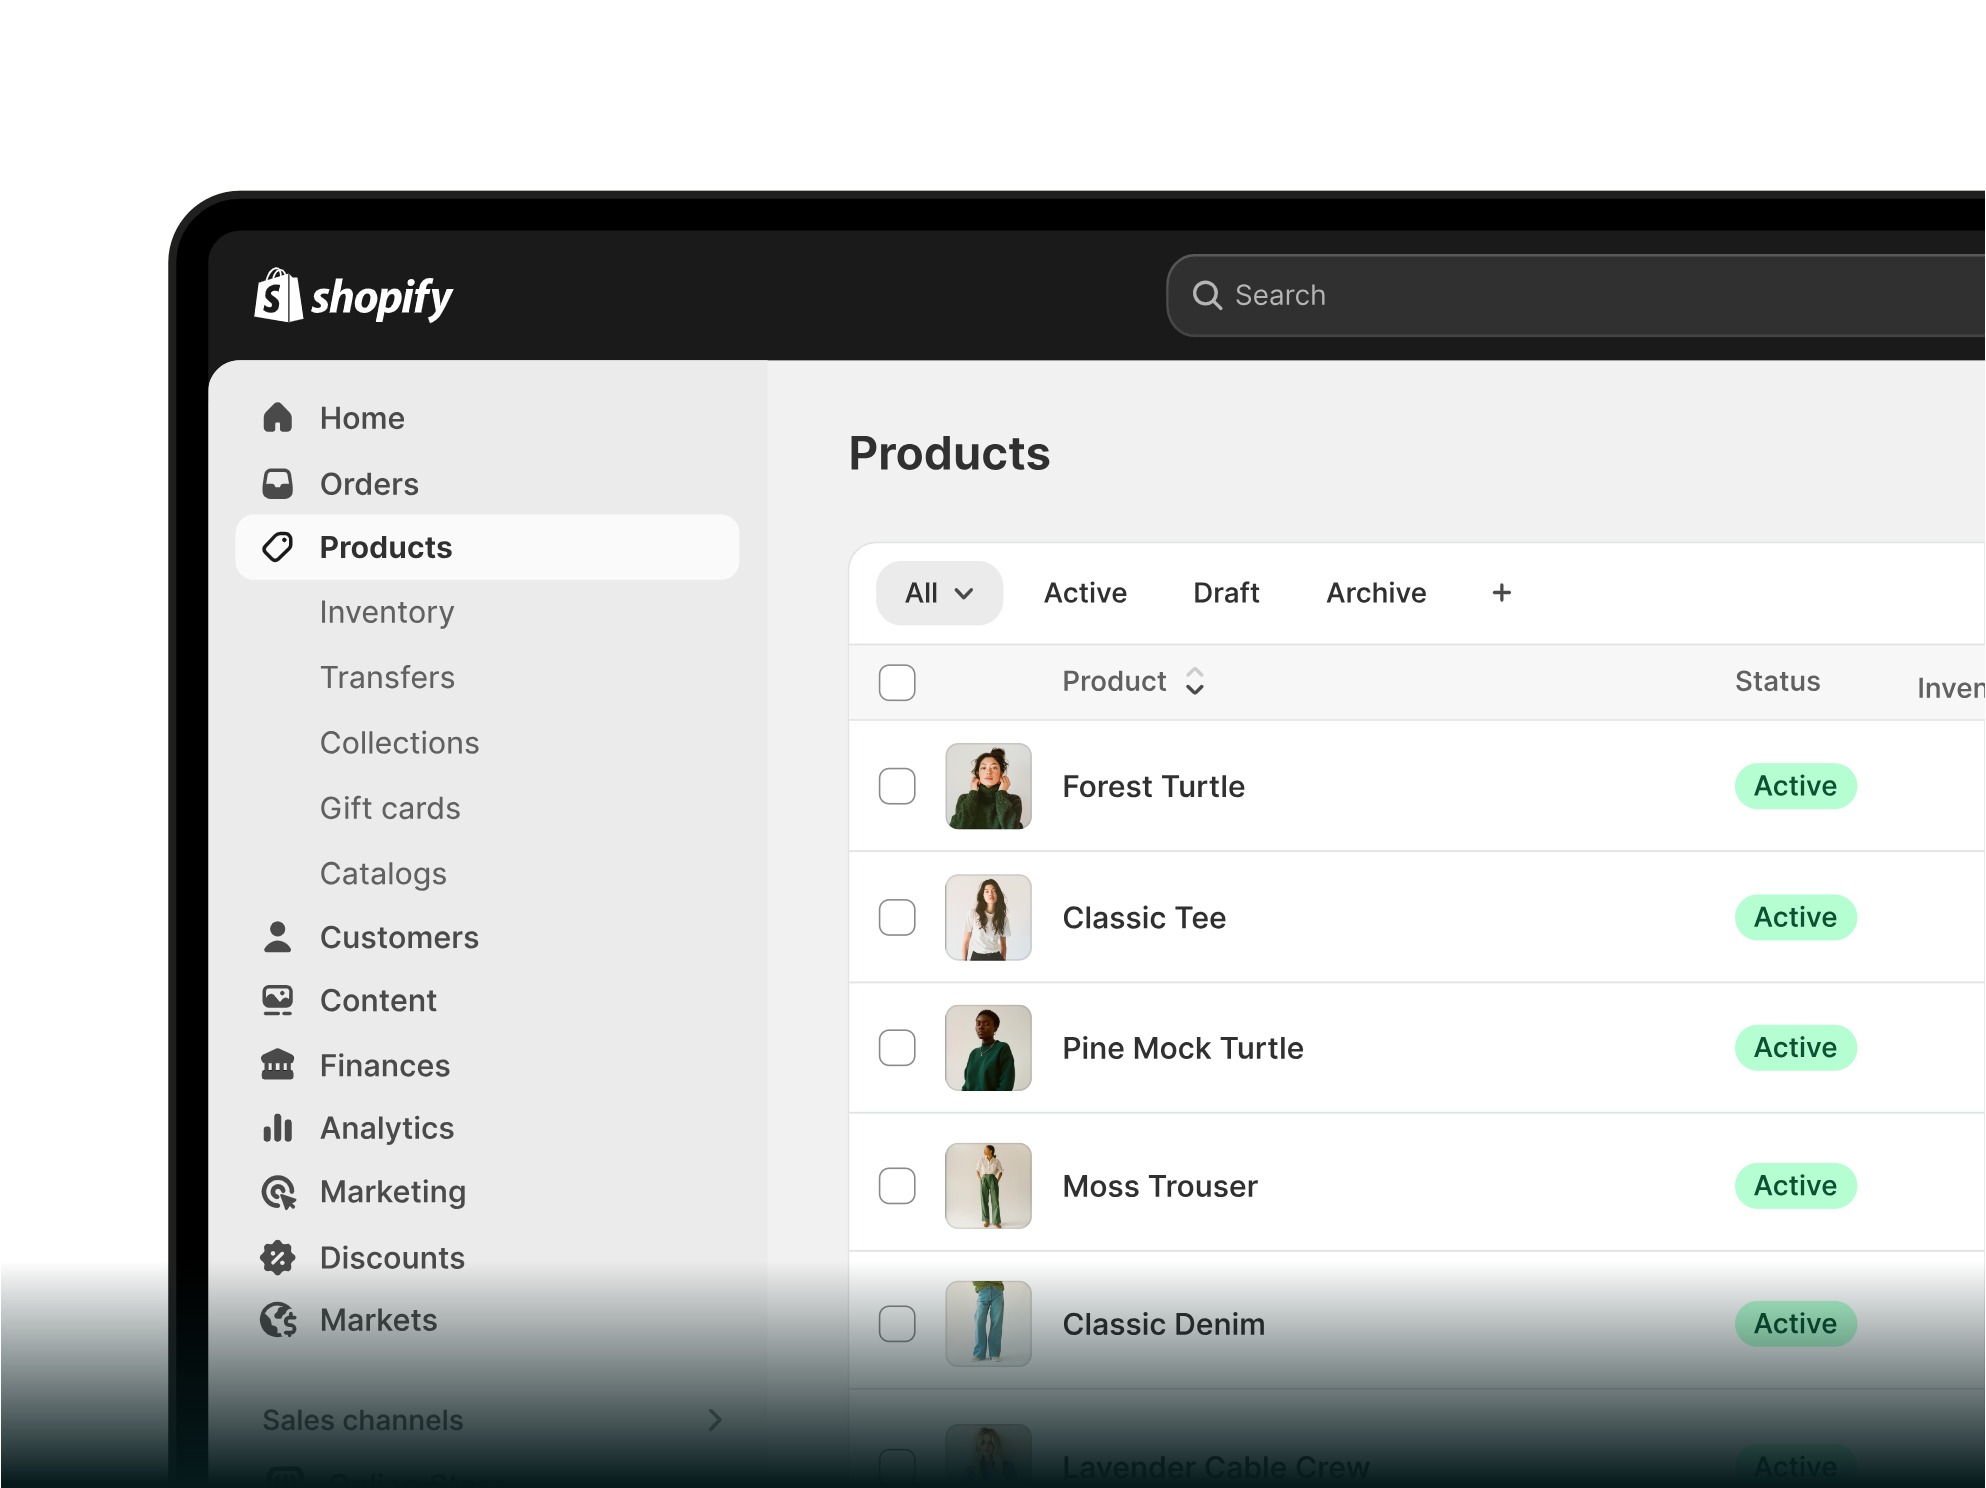 shopify
Search
Home
Orders
Products
Inventory
Transfers
Collections
Gift cards
Catalogs
Customers
Content
Finances
Analytics
Marketing
Discounts
Markets
Sales channels
Products
All Active Draft Archive +
Product Status Inven
Forest Turtle Active
Classic Tee Active
Pine Mock Turtle Active
Moss Trouser Active
Classic Denim Active
Lavender Cable Crew Active